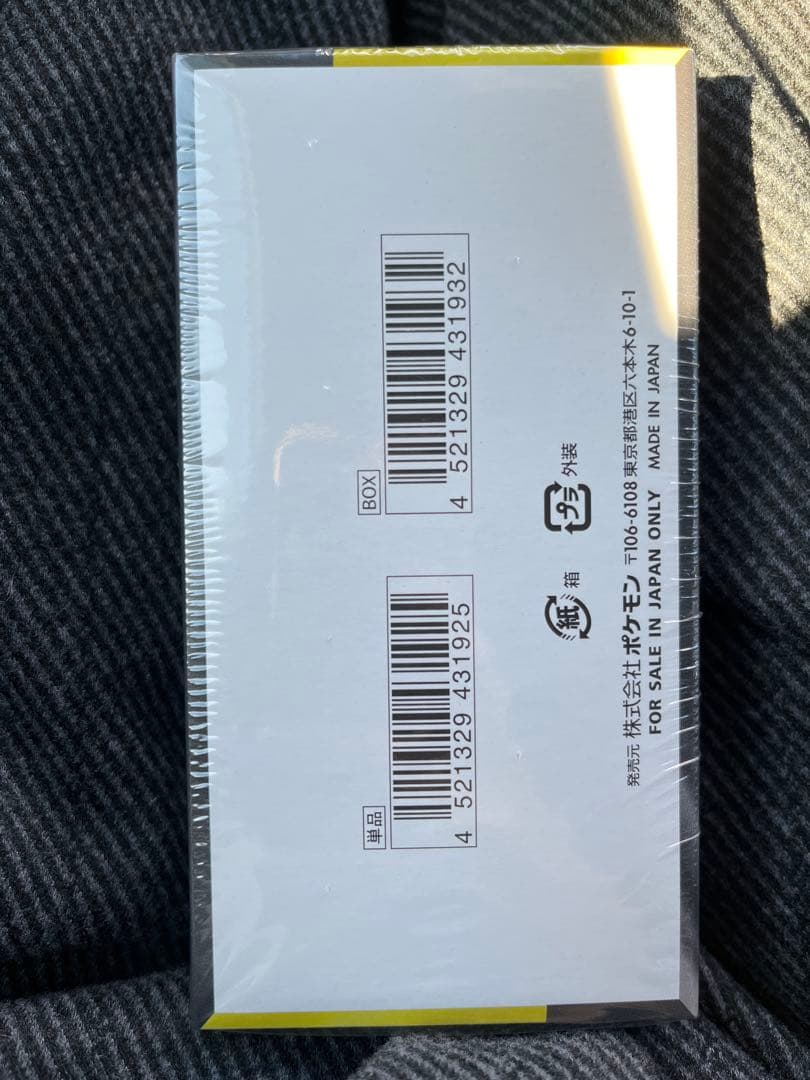 単品
4 521329 431925
BOX
4 521329 431932
紙 箱
プラ 外装
発売元 株式会社 ポケモン 〒106-6108 東京都港区六本木6-10-1
FOR SALE IN JAPAN ONLY MADE IN JAPAN